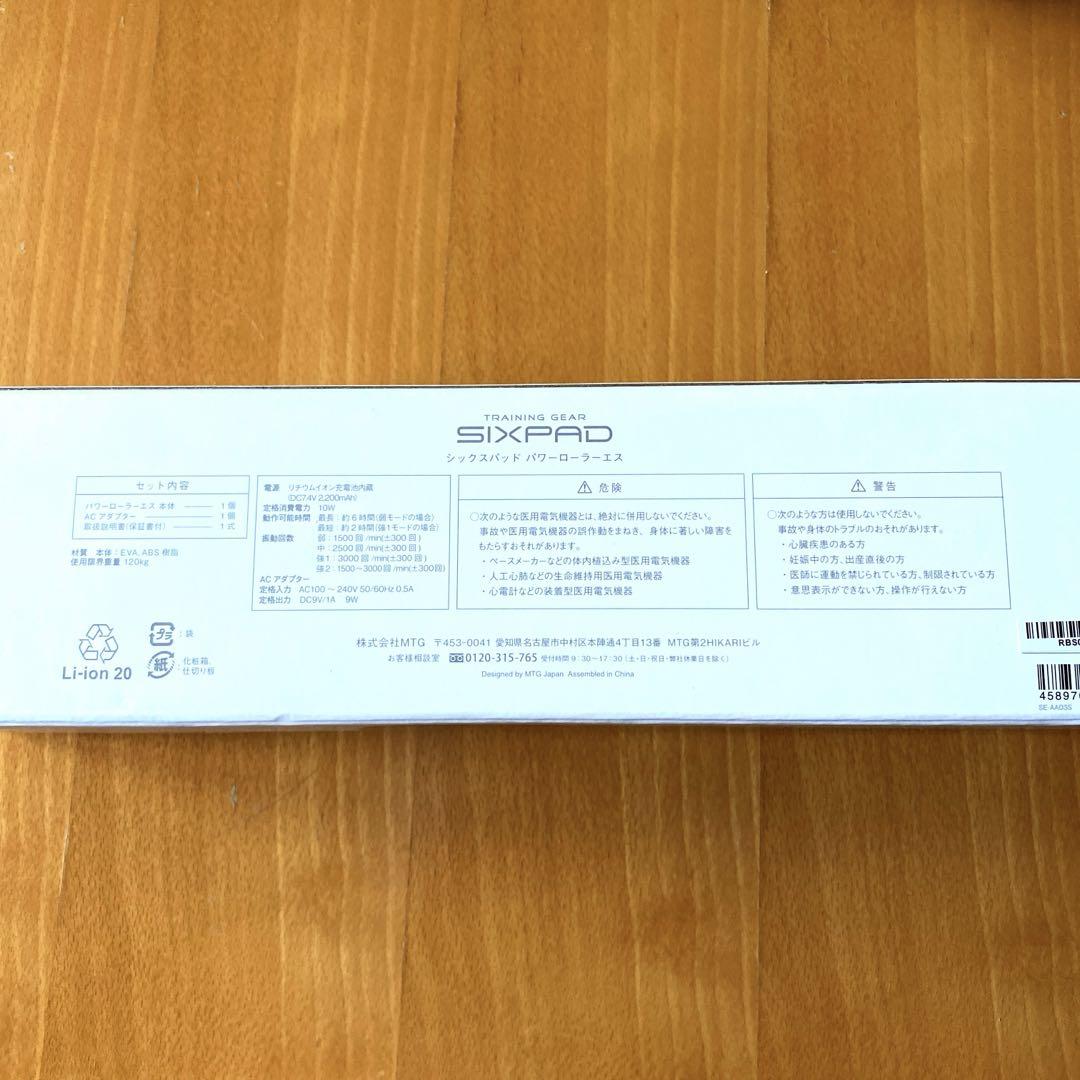 TRAINING GEAR
SIXPAD
シックスパッド パワーローラーエス
セット内容
パワーローラーエス 本体 1個
AC アダプター 1個
取扱説明書(保証書付) 1式
材質 本体：EVA, ABS 樹脂
使用限界重量 120kg
電源 リチウムイオン充電池内蔵
(DC7.4V 2,200mAh)
定格消費電力 10W
動作可能時間 最長：約6時間(弱モードの場合)
最短：約2時間(強1モードの場合)
振動回数 弱：1500回/min(±300回)
中：2500回/min(±300回)
強1：3000回/min(±300回)
強2：1500〜3000回/min(±300回)
AC アダプター
定格入力 AC100〜240V 50/60Hz 0.5A
定格出力 DC9V/1A 9W
⚠ 危険
○次のような医用電気機器とは、絶対に併用しないでください。
事故や医用電気機器の誤作動をまねき、身体に著しい障害を
もたらすおそれがあります。
・ペースメーカーなどの体内植込み型医用電気機器
・人工心肺などの生命維持用医用電気機器
・心電計などの装着型医用電気機器
⚠ 警告
○次のような方は使用しないでください。
事故や身体のトラブルのおそれがあります。
・心臓疾患のある方
・妊娠中の方、出産直後の方
・医師に運動を禁じられている方、制限されている方
・意思表示ができない方、操作が行えない方
Li-ion 20
プラ：袋
紙：化粧箱、
仕切り板
株式会社MTG 〒453-0041 愛知県名古屋市中村区本陣通4丁目13番 MTG第2HIKARIビル
お客様相談室 0120-315-765 受付時間 9：30〜17：30 (土・日・祝日・弊社休業日を除く)
Designed by MTG Japan Assembled in China
SE-AA03S